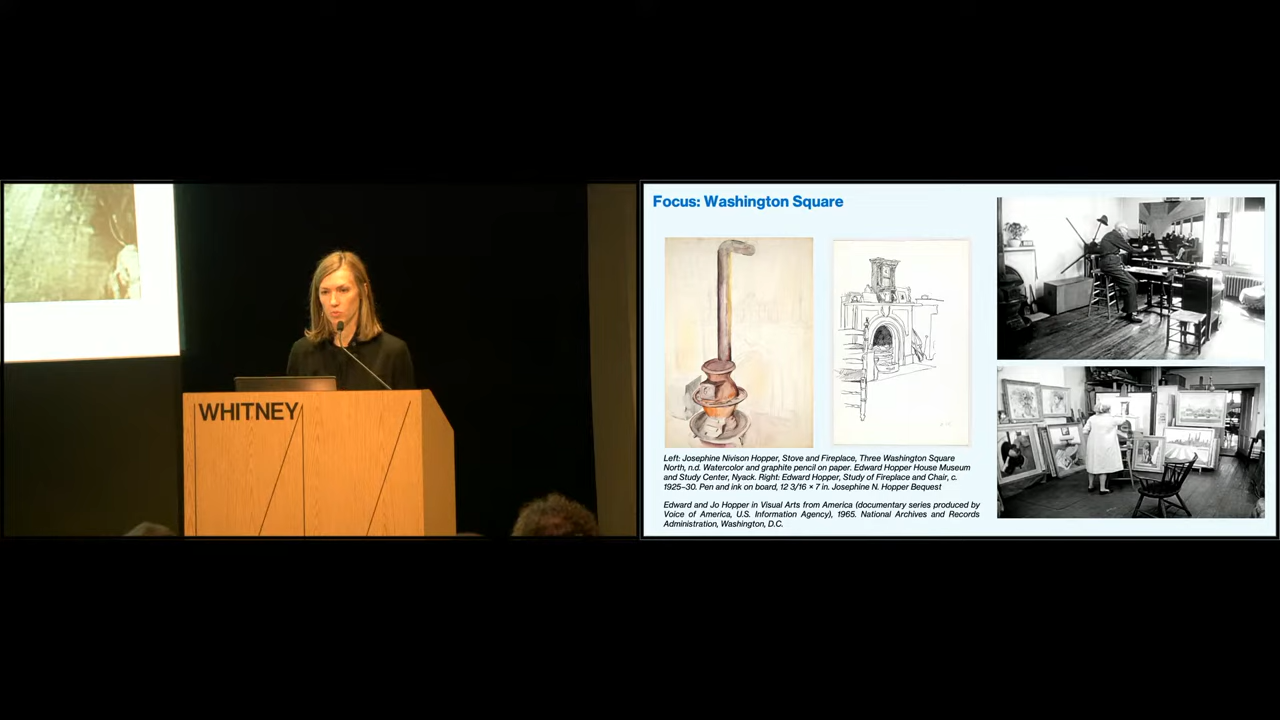 WHITNEY
Focus: Washington Square
Left: Josephine Nivison Hopper, Stove and Fireplace, Three Washington Square
North, n.d. Watercolor and graphite pencil on paper. Edward Hopper House Museum
and Study Center, Nyack. Right: Edward Hopper, Study of Fireplace and Chair, c.
1925–30. Pen and ink on board, 12 3/16 × 7 in. Josephine N. Hopper Bequest
Edward and Jo Hopper in Visual Arts from America (documentary series produced by
Voice of America, U.S. Information Agency), 1965. National Archives and Records
Administration, Washington, D.C.